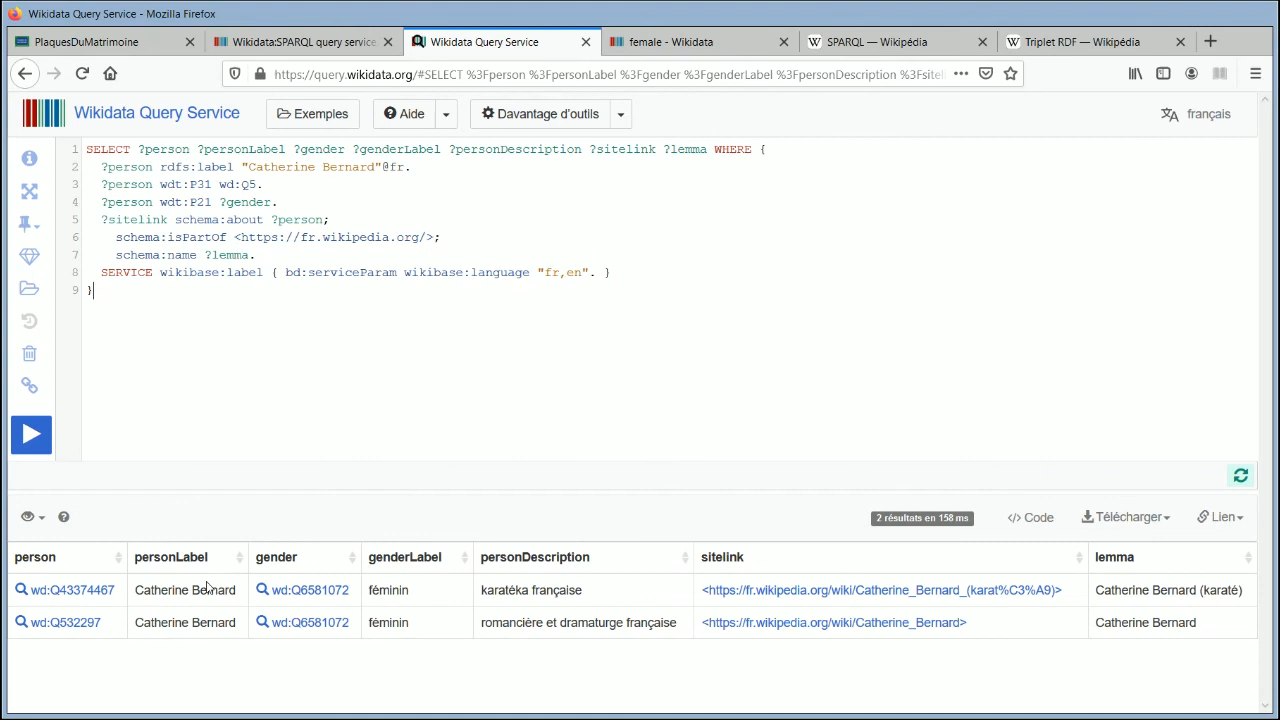 Wikidata Query Service - Mozilla Firefox
PlaquesDuMatrimoine
Wikidata:SPARQL query service
Wikidata Query Service
female - Wikidata
SPARQL — Wikipédia
Triplet RDF — Wikipédia
https://query.wikidata.org/#SELECT %3Fperson %3FpersonLabel %3Fgender %3FgenderLabel %3FpersonDescription %3Fsitel
Wikidata Query Service
Exemples
Aide
Davantage d'outils
français
1 SELECT ?person ?personLabel ?gender ?genderLabel ?personDescription ?sitelink ?lemma WHERE {
2 ?person rdfs:label "Catherine Bernard"@fr.
3 ?person wdt:P31 wd:Q5.
4 ?person wdt:P21 ?gender.
5 ?sitelink schema:about ?person;
6 schema:isPartOf <https://fr.wikipedia.org/>;
7 schema:name ?lemma.
8 SERVICE wikibase:label { bd:serviceParam wikibase:language "fr,en". }
9 }
2 résultats en 158 ms
</> Code
Télécharger
Lien
person personLabel gender genderLabel personDescription sitelink lemma
wd:Q43374467 Catherine Bernard wd:Q6581072 féminin karatéka française <https://fr.wikipedia.org/wiki/Catherine_Bernard_(karat%C3%A9)> Catherine Bernard (karaté)
wd:Q532297 Catherine Bernard wd:Q6581072 féminin romancière et dramaturge française <https://fr.wikipedia.org/wiki/Catherine_Bernard> Catherine Bernard